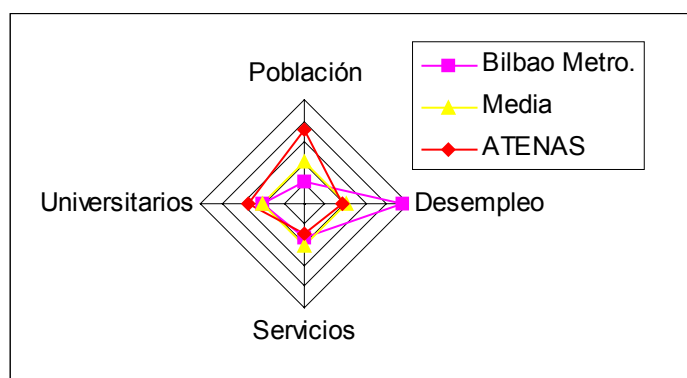 Población
Bilbao Metro.
Media
ATENAS
Universitarios
Desempleo
Servicios